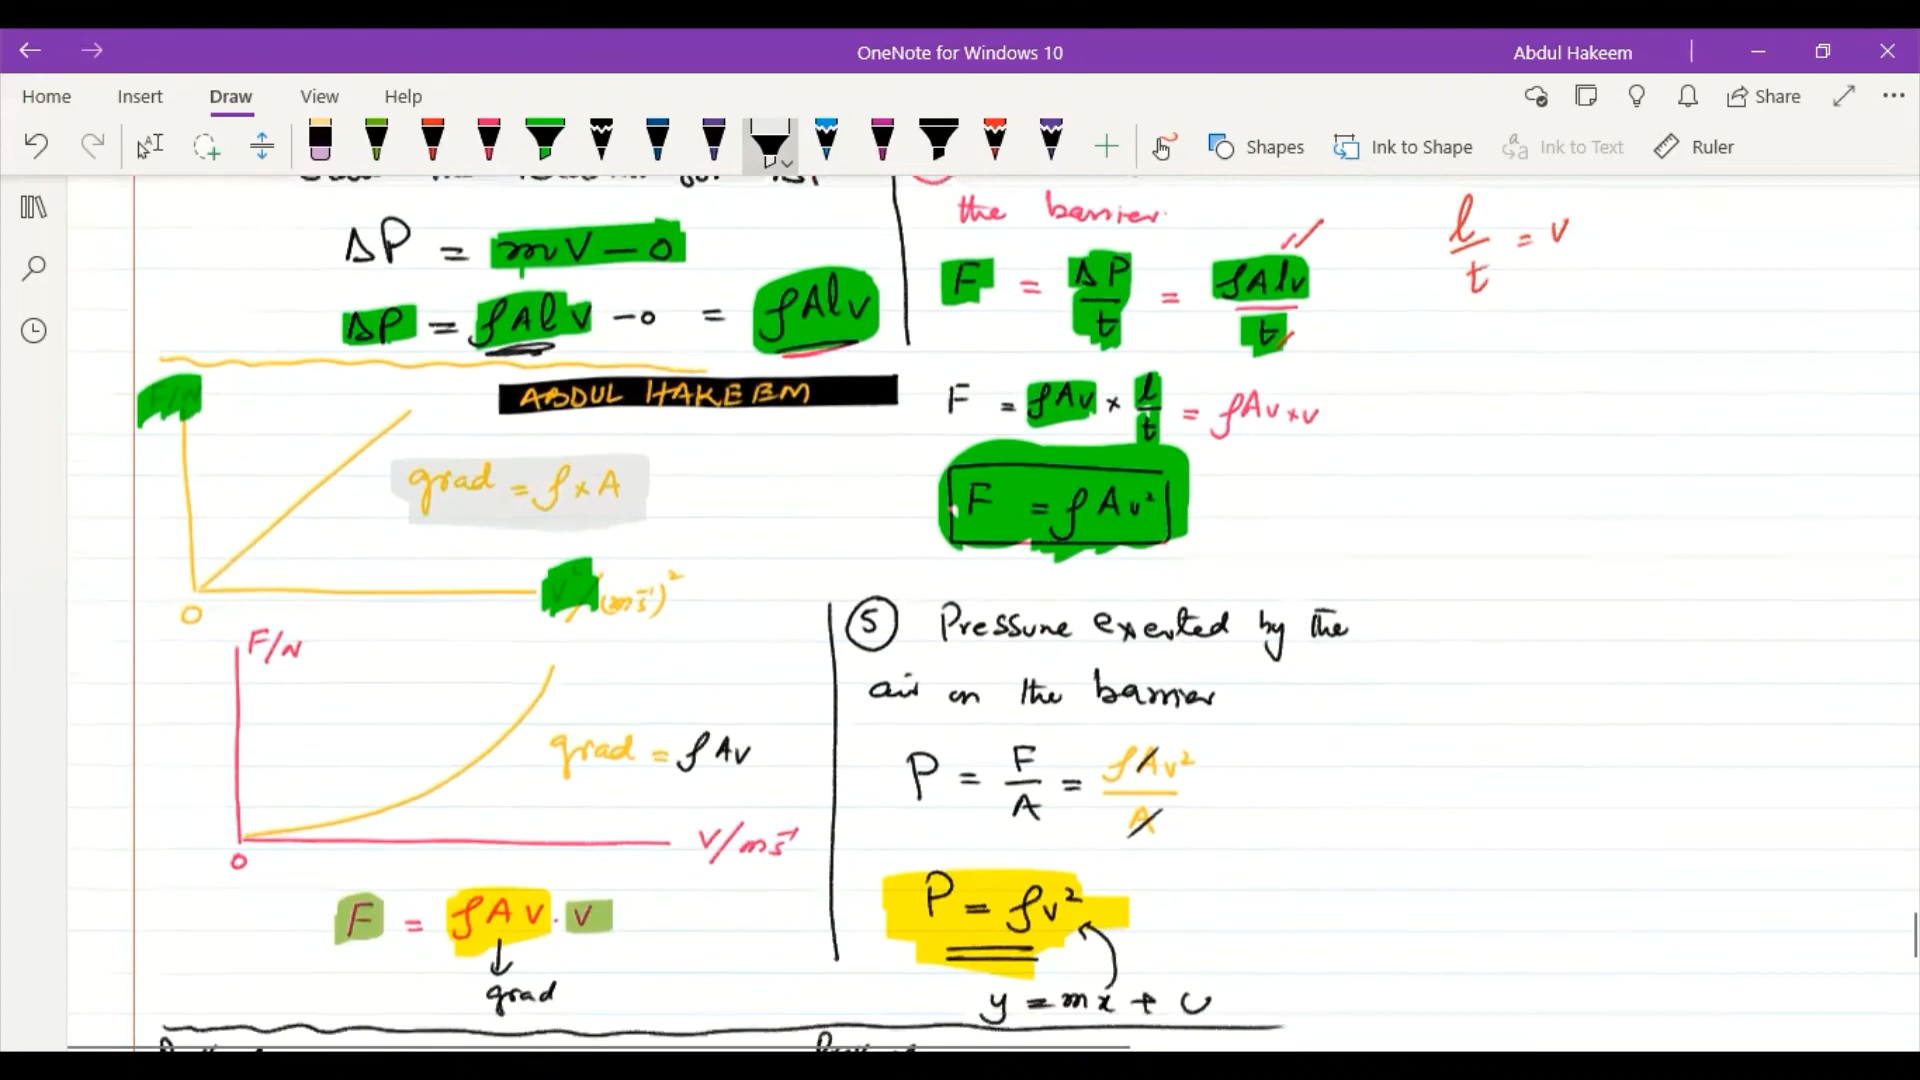 OneNote for Windows 10
Abdul Hakeem
Home Insert Draw View Help
Share
Shapes Ink to Shape Ink to Text Ruler
ΔP = mv - 0
ΔP = ρAlv - 0 = ρAlv
the barrier.
F = ΔP/t = ρAlv/t
l/t = v
F = ρAv × l/t = ρAv×v
F = ρAv²
ABDUL HAKEEM
F/N
grad = ρ×A
0
v²/(ms⁻¹)²
F/N
grad = ρAv
0
V/ms⁻¹
F = ρAv.v
grad
5 Pressure exerted by the
air on the barrier
P = F/A = ρAv²/A
P = ρv²
y = mx + c